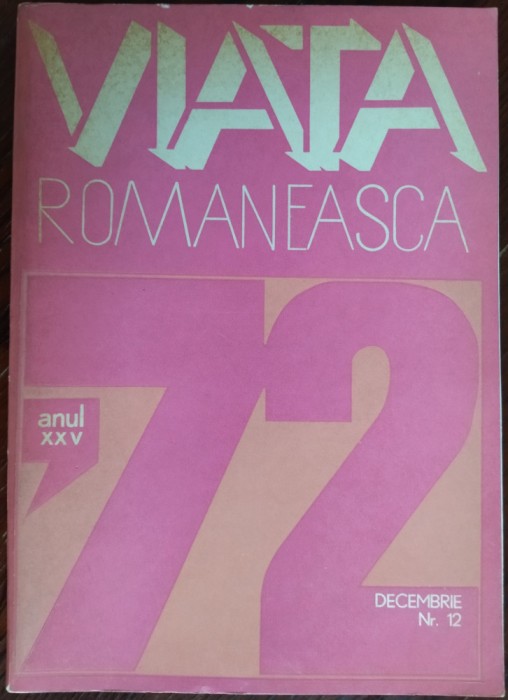 VIAȚA
ROMANEASCA
'72
anul
XXV
DECEMBRIE
Nr. 12